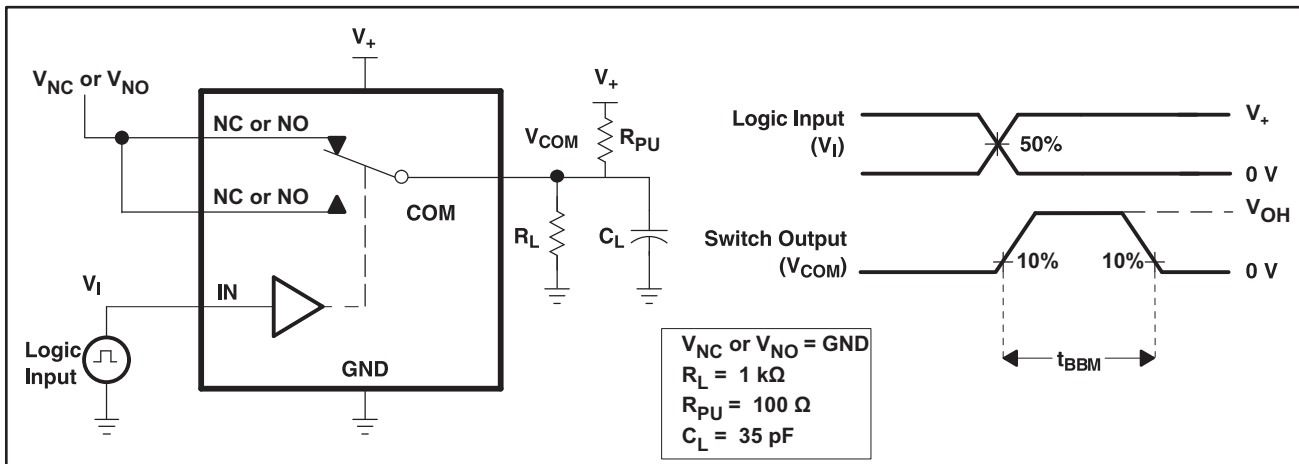 V+
V+
VNC or VNO
NC or NO
VCOM
RPU
NC or NO
COM
RL
CL
VI
IN
Logic
Input
GND
VNC or VNO = GND
RL = 1 kΩ
RPU = 100 Ω
CL = 35 pF
Logic Input
(VI)
50%
V+
0 V
Switch Output
(VCOM)
10%
10%
VOH
0 V
tBBM